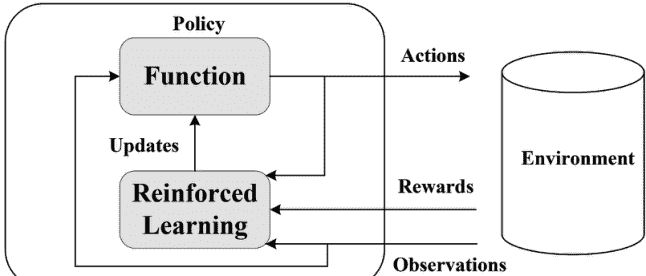 Policy
Function
Actions
Updates
Environment
Reinforced
Learning
Rewards
Observations